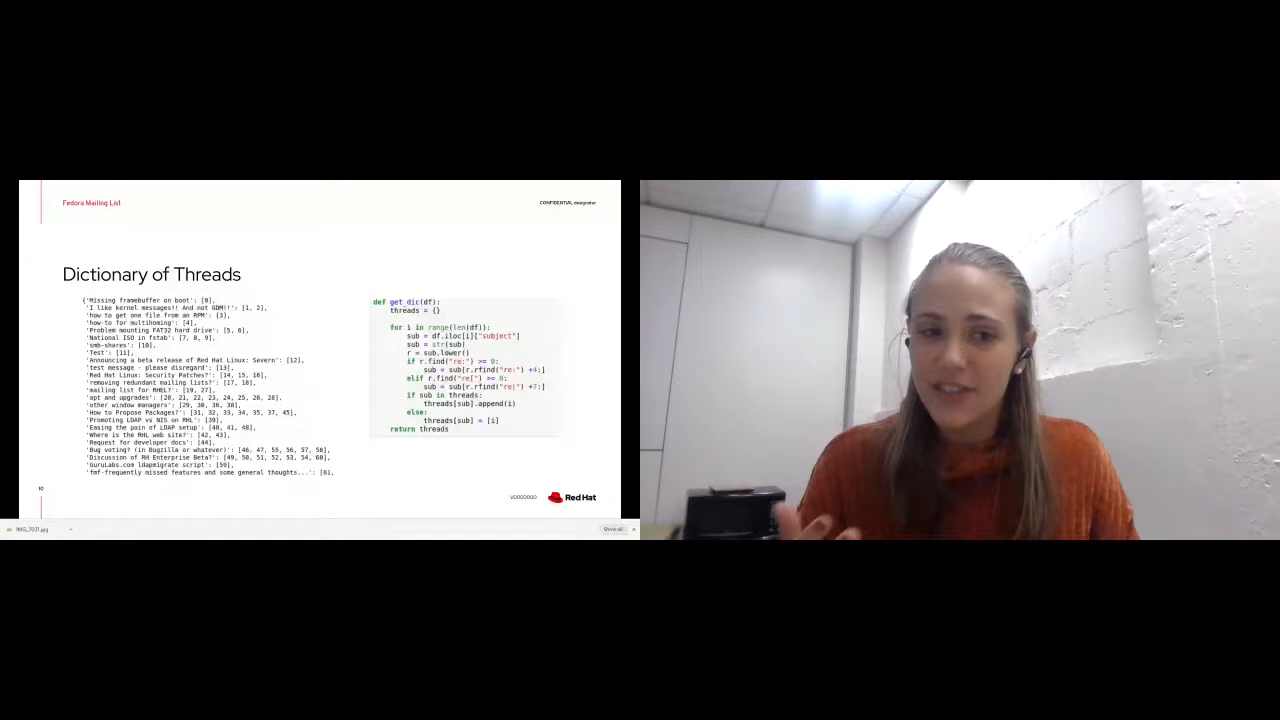 Fedora Mailing List
CONFIDENTIAL designator
Dictionary of Threads
{'Missing framebuffer on boot': [0],
'I like kernel messages!! And not GDM!!': [1, 2],
'how to get one file from an RPM': [3],
'how-to for multihoming': [4],
'Problem mounting FAT32 hard drive': [5, 6],
'National ISO in fstab': [7, 8, 9],
'smb-shares': [10],
'Test': [11],
'Announcing a beta release of Red Hat Linux: Severn': [12],
'test message - please disregard': [13],
'Red Hat Linux: Security Patches?': [14, 15, 16],
'removing redundant mailing lists?': [17, 18],
'mailing list for RHEL?': [19, 27],
'apt and upgrades': [20, 21, 22, 23, 24, 25, 26, 28],
'other window managers': [29, 30, 36, 38],
'How to Propose Packages?': [31, 32, 33, 34, 35, 37, 45],
'Promoting LDAP vs NIS on RHL': [39],
'Easing the pain of LDAP setup': [40, 41, 48],
'Where is the RHL web site?': [42, 43],
'Request for developer docs': [44],
'Bug voting? (in Bugzilla or whatever)': [46, 47, 55, 56, 57, 58],
'Discussion of RH Enterprise Beta?': [49, 50, 51, 52, 53, 54, 60],
'GuruLabs.com ldapmigrate script': [59],
'fmf-frequently missed features and some general thoughts...': [61,
def get_dic(df):
threads = {}
for i in range(len(df)):
sub = df.iloc[i]["subject"]
sub = str(sub)
r = sub.lower()
if r.find("re:") >= 0:
sub = sub[r.rfind("re:") +4:]
elif r.find("re[") >= 0:
sub = sub[r.rfind("re[") +7:]
if sub in threads:
threads[sub].append(i)
else:
threads[sub] = [i]
return threads
10
V0000000
Red Hat
IMG_7021.jpg
Show all